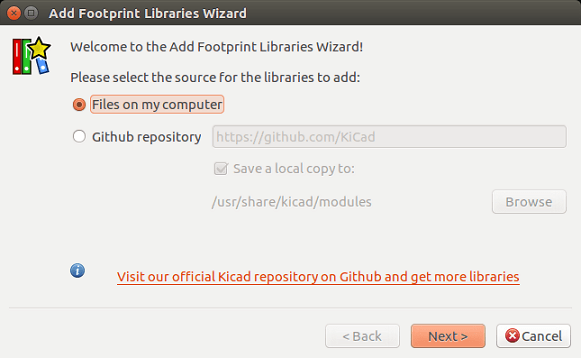 Add Footprint Libraries Wizard
Welcome to the Add Footprint Libraries Wizard!
Please select the source for the libraries to add:
Files on my computer
Github repository https://github.com/KiCad
Save a local copy to:
/usr/share/kicad/modules Browse
Visit our official Kicad repository on Github and get more libraries
< Back Next > Cancel